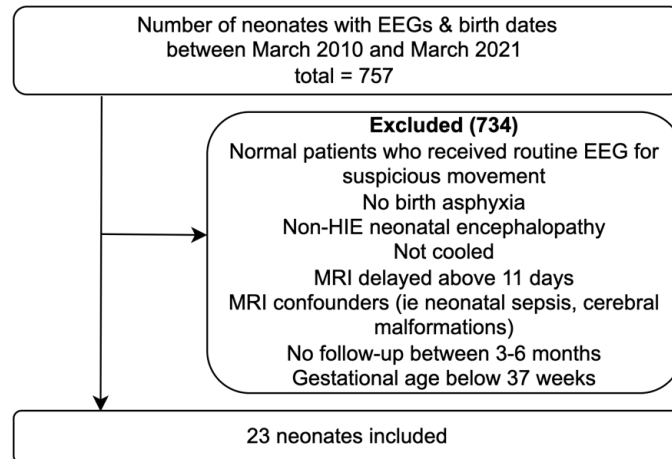 Number of neonates with EEGs & birth dates
between March 2010 and March 2021
total = 757
Excluded (734)
Normal patients who received routine EEG for
suspicious movement
No birth asphyxia
Non-HIE neonatal encephalopathy
Not cooled
MRI delayed above 11 days
MRI confounders (ie neonatal sepsis, cerebral
malformations)
No follow-up between 3-6 months
Gestational age below 37 weeks
23 neonates included